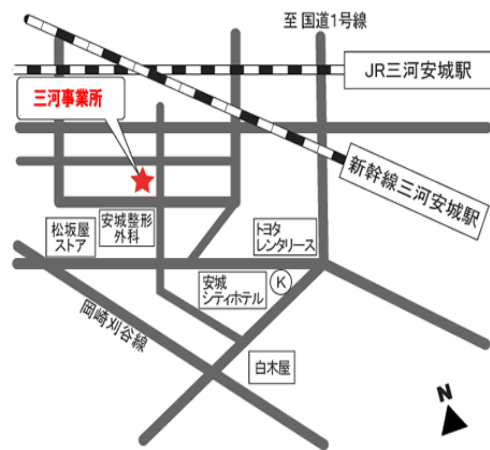 至 国道1号線
JR三河安城駅
三河事業所
新幹線三河安城駅
松坂屋
ストア
安城整形
外科
トヨタ
レンタリース
安城
シティホテル
K
岡崎刈谷線
白木屋
N